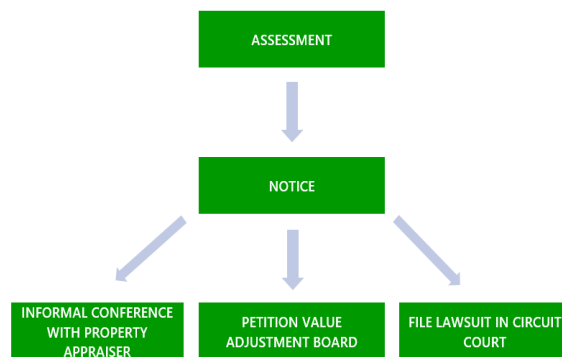 ASSESSMENT
NOTICE
INFORMAL CONFERENCE
WITH PROPERTY
APPRAISER
PETITION VALUE
ADJUSTMENT BOARD
FILE LAWSUIT IN CIRCUIT
COURT